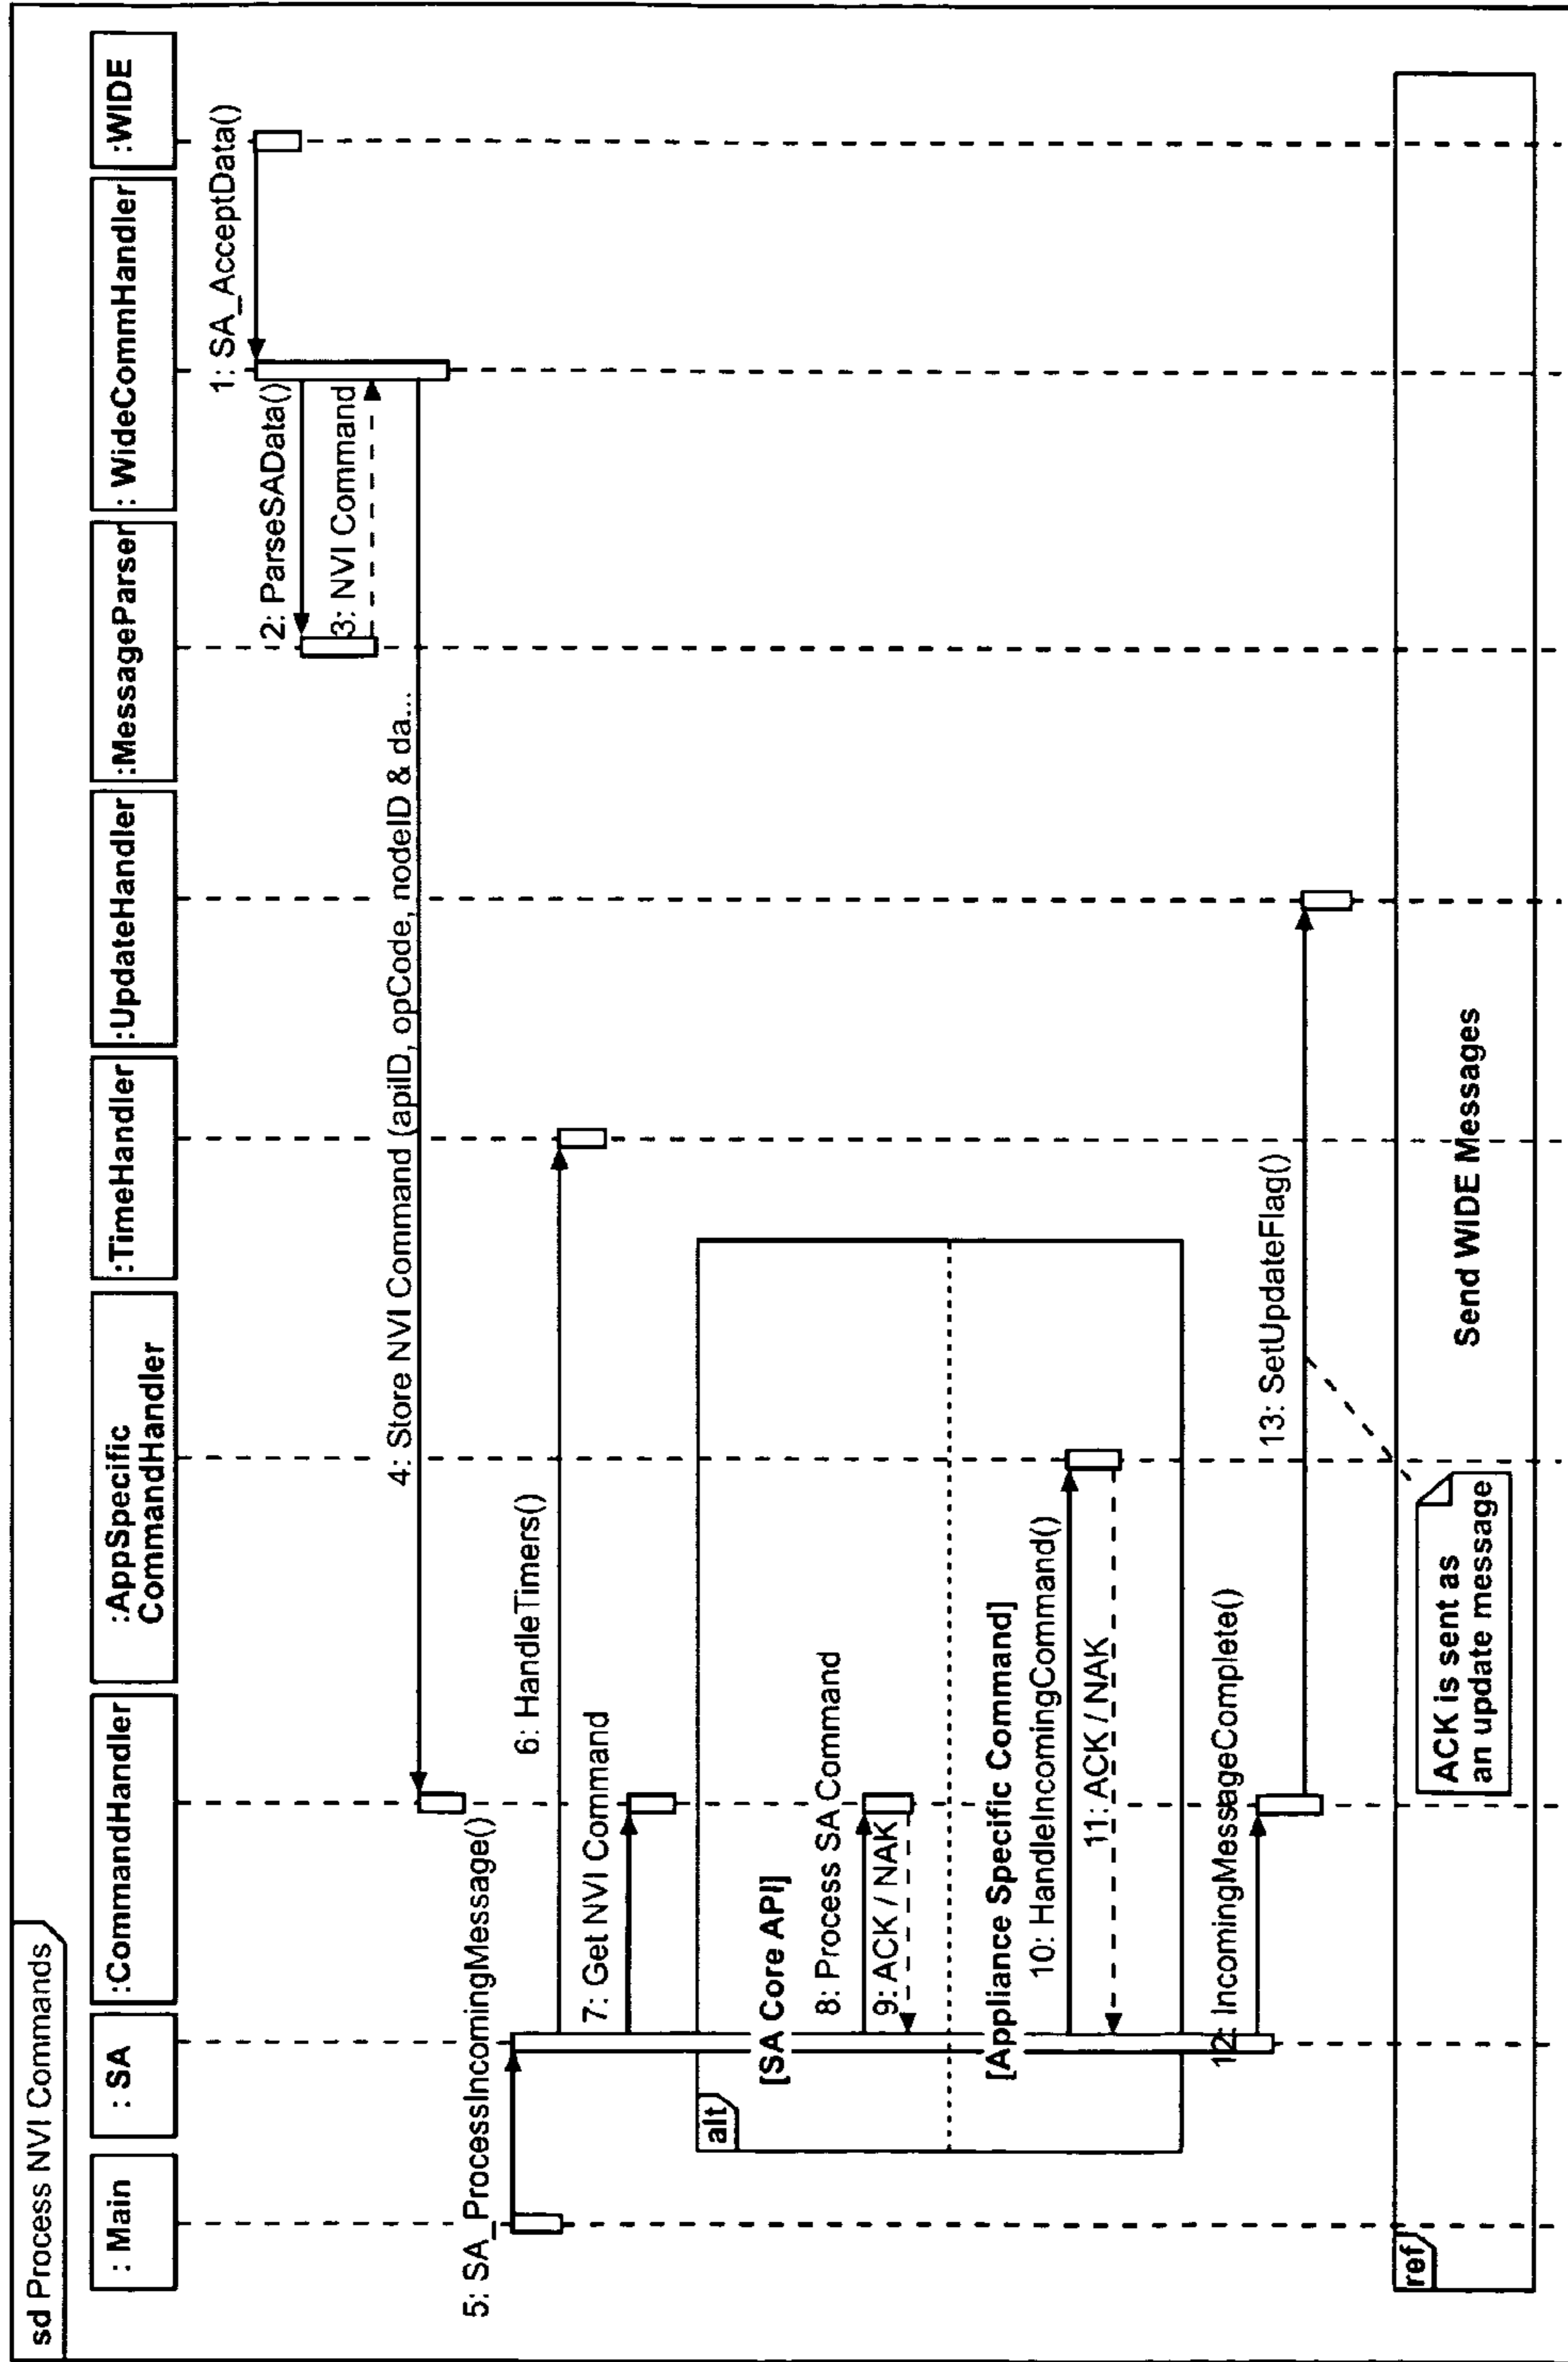 sd Process NVI Commands
: Main
: SA
:CommandHandler
:AppSpecific
CommandHandler
:TimeHandler
:UpdateHandler
:MessageParser
: WideCommHandler
:WIDE
1: SA_AcceptData()
2: ParseSAData()
3: NVI Command
4: Store NVI Command (apiID, opCode, nodeID & da...
5: SA_ProcessIncomingMessage()
6: HandleTimers()
7: Get NVI Command
alt
[SA Core API]
8: Process SA Command
9: ACK / NAK
[Appliance Specific Command]
10: HandleIncomingCommand()
11: ACK / NAK
12: IncomingMessageComplete()
13: SetUpdateFlag()
ACK is sent as
an update message
ref
Send WIDE Messages